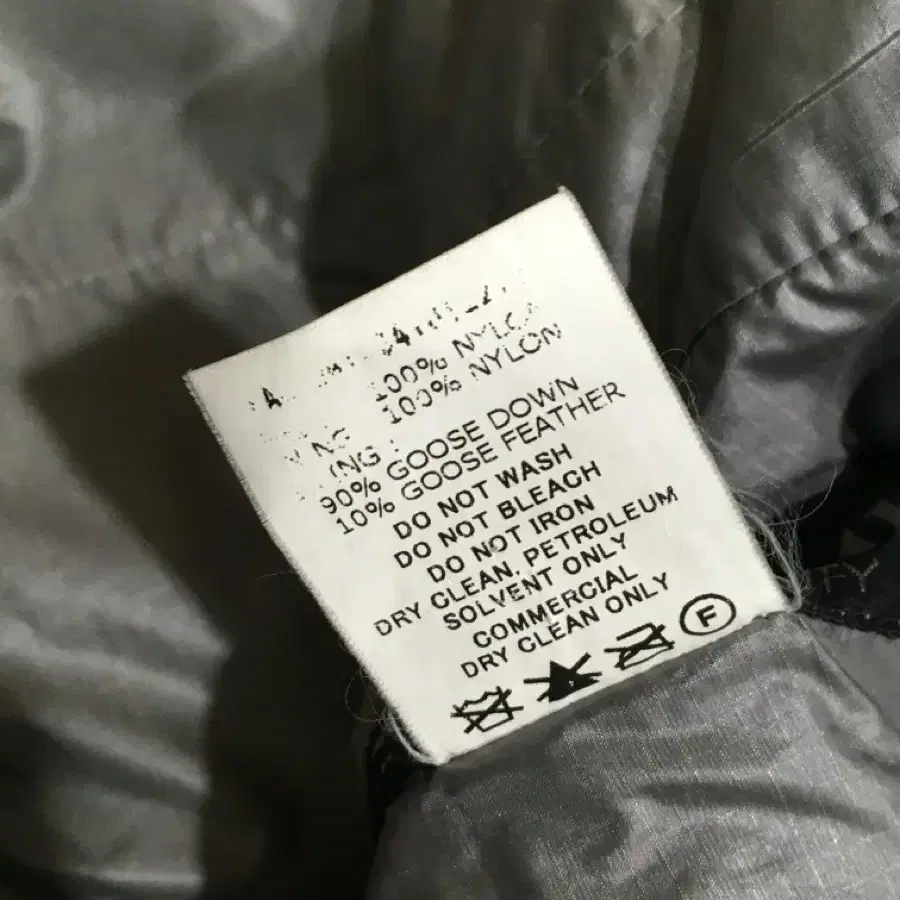 100% NYLON
100% NYLON
90% GOOSE DOWN
10% GOOSE FEATHER
DO NOT WASH
DO NOT BLEACH
DO NOT IRON
DRY CLEAN, PETROLEUM
SOLVENT ONLY
COMMERCIAL
DRY CLEAN ONLY
F